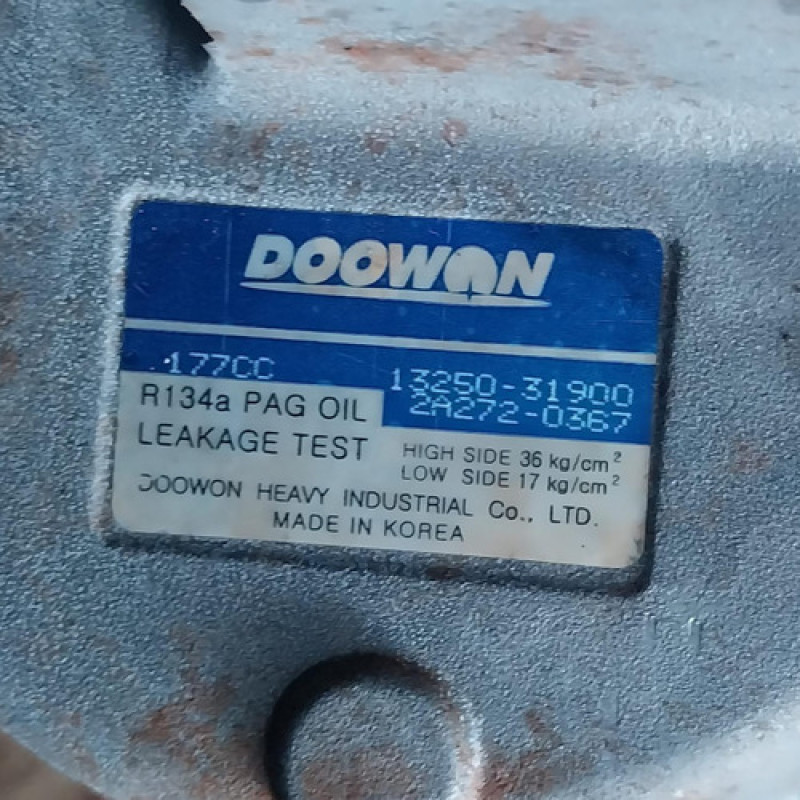 DOOWON
177CC 13250-31900
2A272-0367
R134a PAG OIL
LEAKAGE TEST
HIGH SIDE 36 kg/cm²
LOW SIDE 17 kg/cm²
DOOWON HEAVY INDUSTRIAL Co., LTD.
MADE IN KOREA